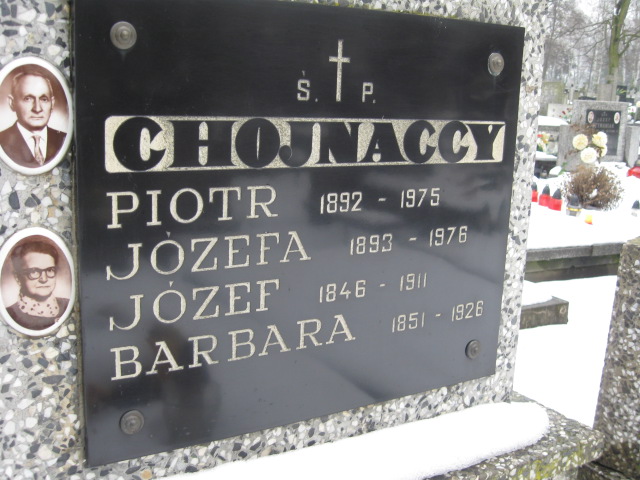 Ś. P.
CHOJNACCY
PIOTR 1892 - 1975
JÓZEFA 1893 - 1976
JÓZEF 1846 - 1911
BARBARA 1851 - 1926